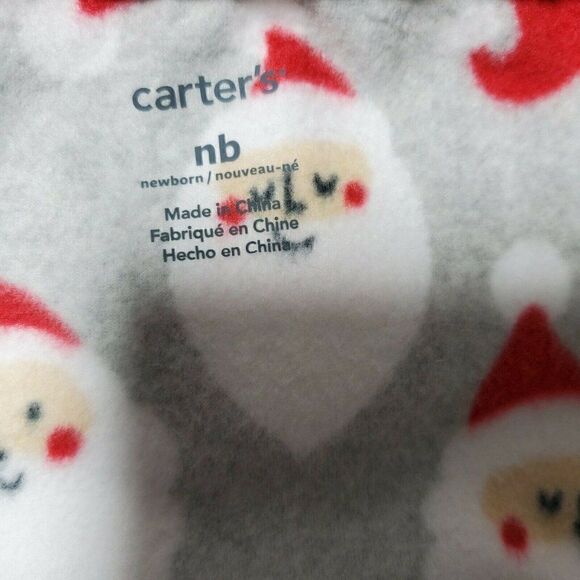 carter's
nb
newborn / nouveau-né
Made in China
Fabriqué en Chine
Hecho en China